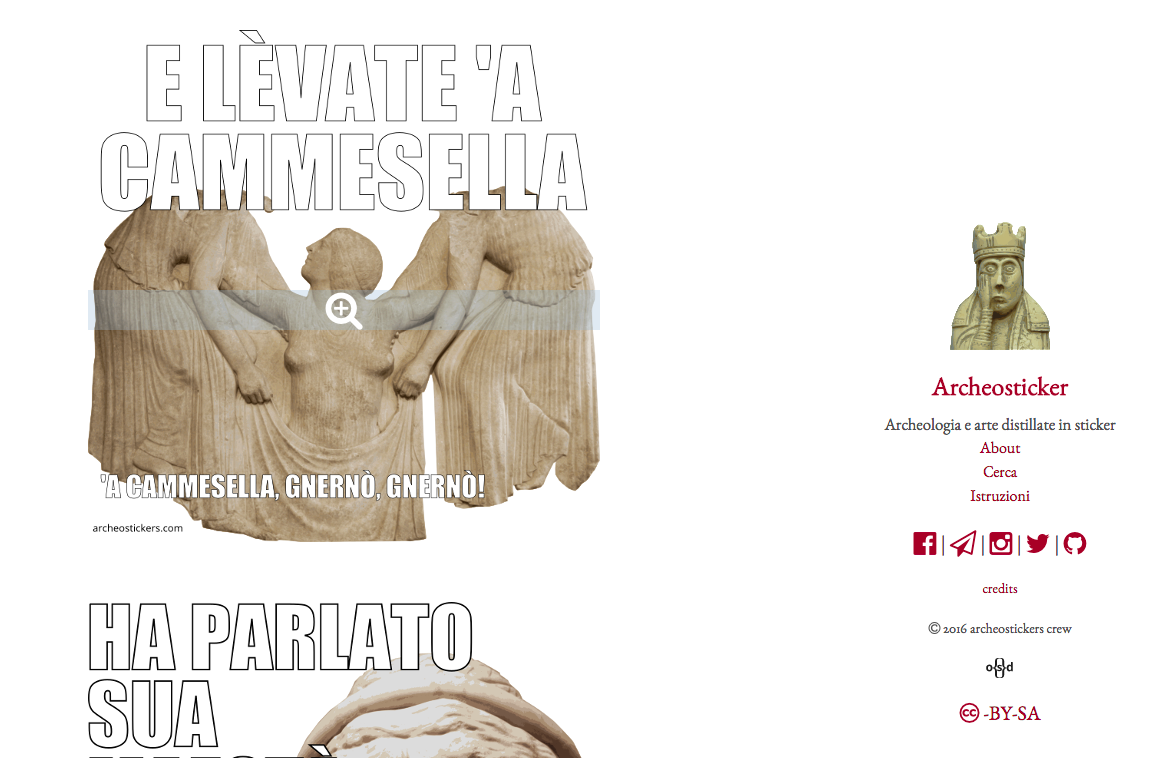 E LÈVATE 'A
CAMMESELLA
'A CAMMESELLA, GNERNÒ, GNERNÒ!
archeostickers.com
HA PARLATO
SUA
Archeosticker
Archeologia e arte distillate in sticker
About
Cerca
Istruzioni
| | | |
credits
© 2016 archeostickers crew
osd
cc -BY-SA